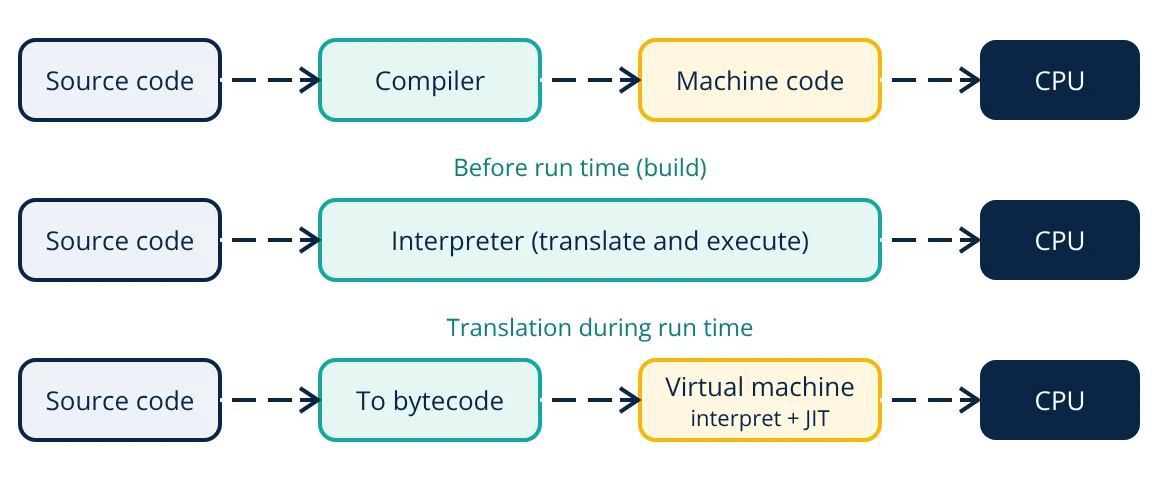 Source code
Compiler
Machine code
CPU
Before run time (build)
Source code
Interpreter (translate and execute)
CPU
Translation during run time
Source code
To bytecode
Virtual machine
interpret + JIT
CPU